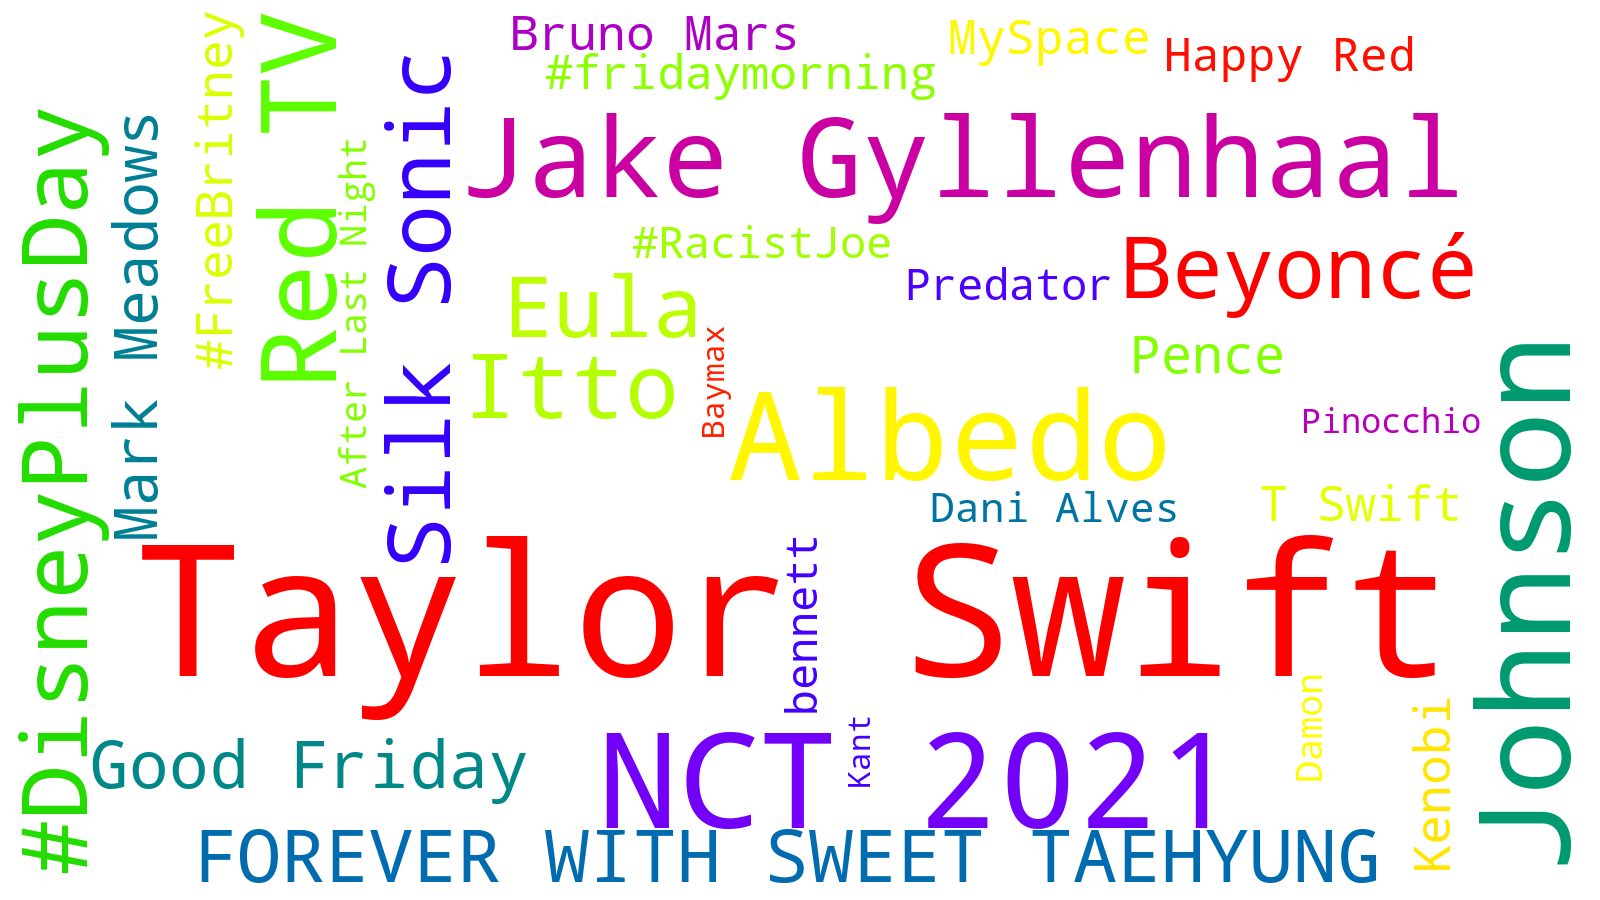 Bruno Mars
MySpace
Happy Red
#fridaymorning
#FreeBritney
Red TV
Silk Sonic
#DisneyPlusDay
Mark Meadows
After Last Night
Jake Gyllenhaal
#RacistJoe
Predator
Beyoncé
Eula
Itto
Baymax
Pence
Albedo
Pinocchio
Johnson
Dani Alves
T Swift
Taylor Swift
bennett
Good Friday
NCT 2021
Kant
Damon
Kenobi
FOREVER WITH SWEET TAEHYUNG